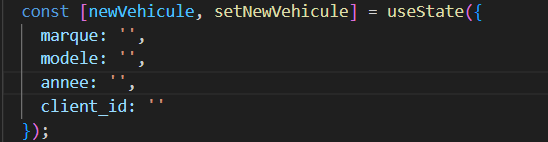 const [newVehicule, setNewVehicule] = useState({
marque: '',
modele: '',
annee: '',
client_id: ''
});